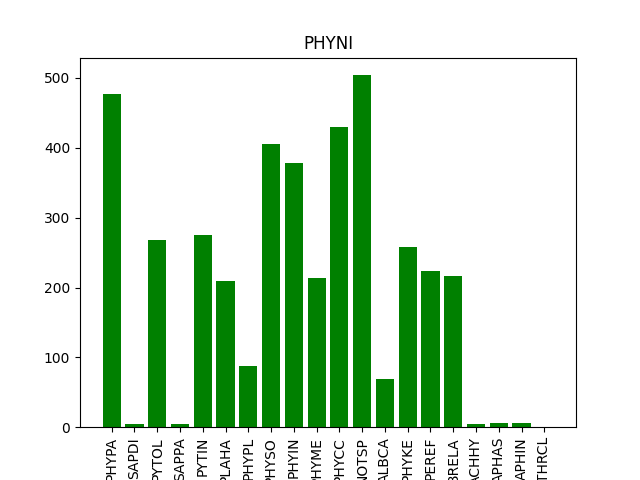 PHYNI
500
400
300
200
100
0
PHYPA
SAPDI
PYTOL
SAPPA
PYTIN
PLAHA
PHYPL
PHYSO
PHYIN
PHYME
PHYCC
NOTSP
ALBCA
PHYKE
PEREF
BRELA
ACHHY
APHAS
APHIN
THRCL